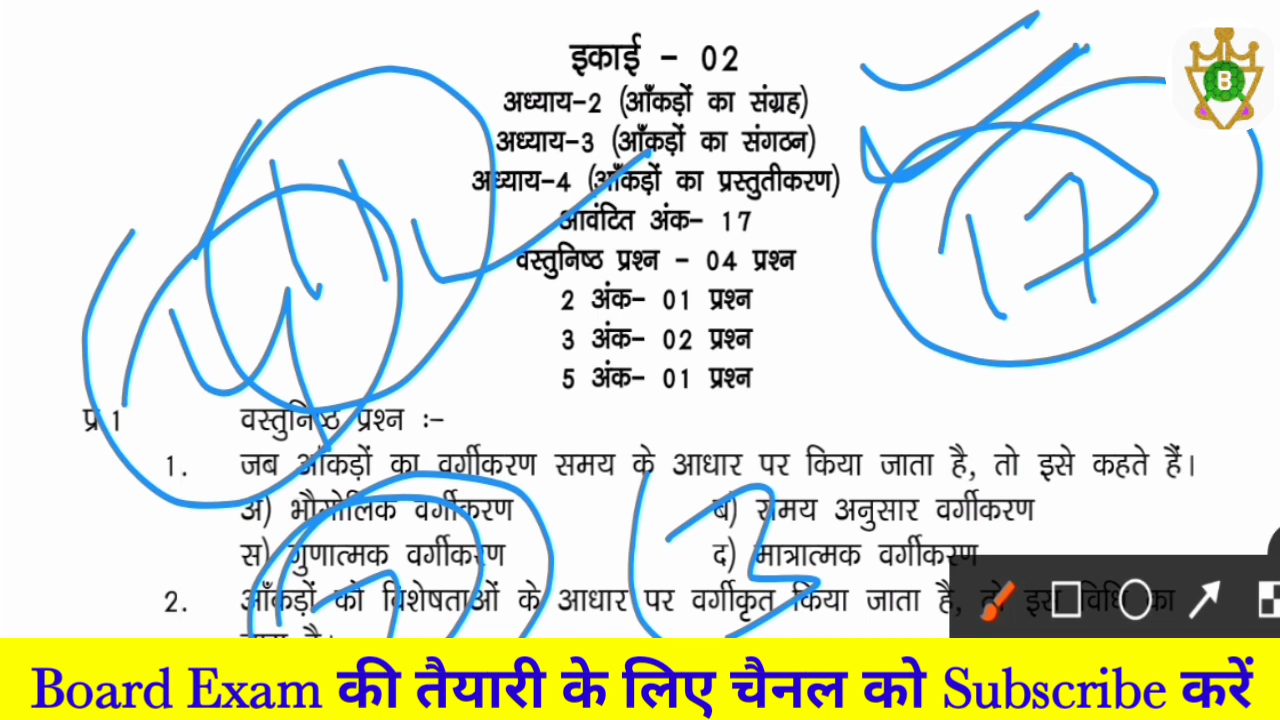 इकाई - 02
B
अध्याय-2 (आँकड़ों का संग्रह)
अध्याय-3 (आँकड़ों का संगठन)
अध्याय-4 (आँकड़ों का प्रस्तुतीकरण)
आवंटित अंक- 17
वस्तुनिष्ठ प्रश्न - 04 प्रश्न
2 अंक- 01 प्रश्न
3 अंक- 02 प्रश्न
5 अंक- 01 प्रश्न
17
प्र.1 वस्तुनिष्ठ प्रश्न :-
1. जब आँकड़ों का वर्गीकरण समय के आधार पर किया जाता है, तो इसे कहते हैं।
अ) भौगोलिक वर्गीकरण ब) समय अनुसार वर्गीकरण
स) गुणात्मक वर्गीकरण द) मात्रात्मक वर्गीकरण
2. आँकड़ों को विशेषताओं के आधार पर वर्गीकृत किया जाता है, तो इस विधि का
Board Exam की तैयारी के लिए चैनल को Subscribe करें